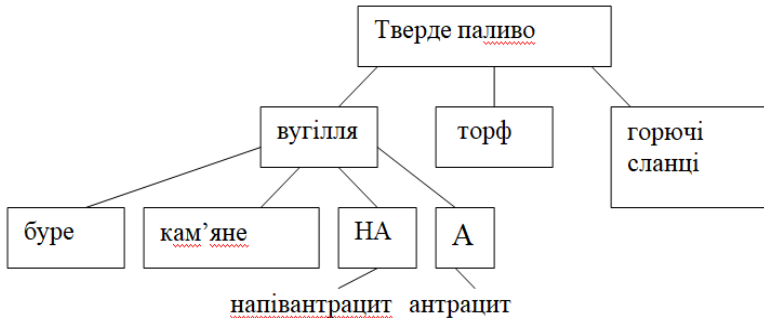 Тверде паливо
вугілля
торф
горючі
сланці
буре
кам’яне
НА
А
напівантрацит
антрацит